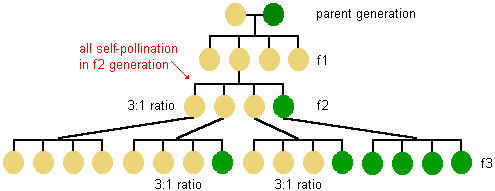 parent generation
all self-pollination
in f2 generation
f1
3:1 ratio
f2
f3
3:1 ratio
3:1 ratio